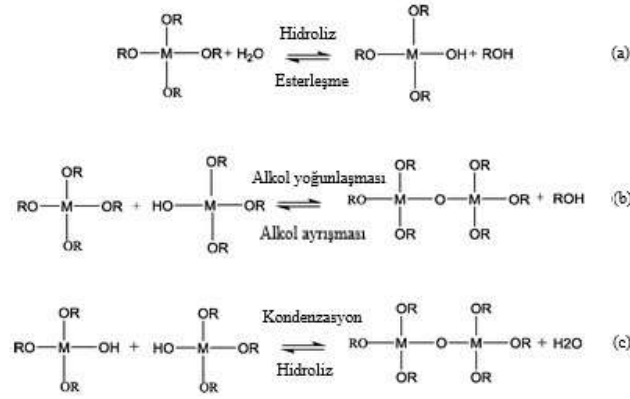 OR OR
Hidroliz
RO—M—OR + H₂O ⇌ RO—M—OH + ROH (a)
Esterleşme
OR OR
OR OR OR OR
Alkol yoğunlaşması
RO—M—OR + HO—M—OR ⇌ RO—M—O—M—OR + ROH (b)
Alkol ayrışması
OR OR OR OR
OR OR OR OR
Kondenzasyon
RO—M—OH + HO—M—OR ⇌ RO—M—O—M—OR + H2O (c)
Hidroliz
OR OR OR OR